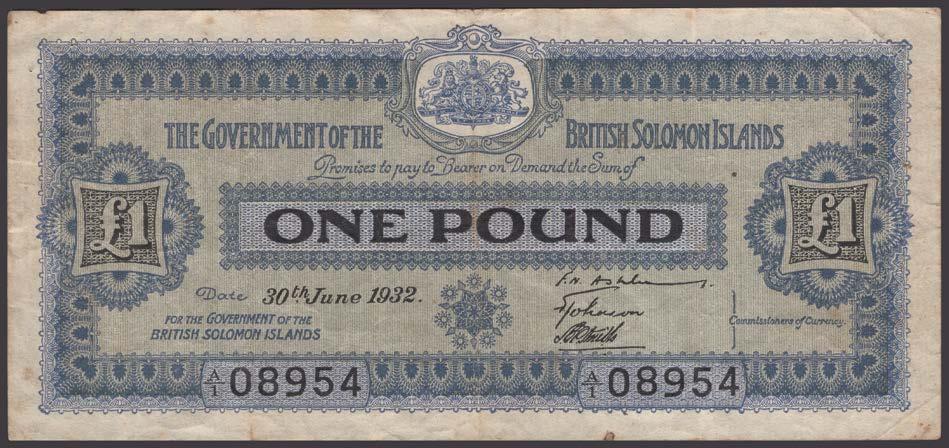 THE GOVERNMENT OF THE BRITISH SOLOMON ISLANDS
Promises to pay to Bearer on Demand the Sum of
£1 ONE POUND £1
Date 30th June 1932.
FOR THE GOVERNMENT OF THE
BRITISH SOLOMON ISLANDS
F.N. Ashley
Johnson
Commissioners of Currency.
A/1 08954 A/1 08954